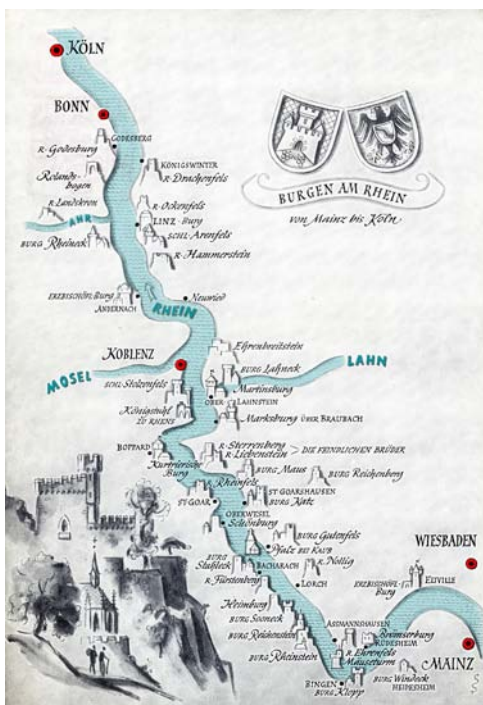 KÖLN
BONN
BURGEN AM RHEIN
von Mainz bis Köln
GODESBERG
R. Godesburg
KÖNIGSWINTER
R. Drachenfels
Rolands-
bogen
R. Landskron
R. Ockenfels
AHR
LINZ-Burg
SCHL. Arenfels
BURG Rheineck
R. Hammerstein
ERZBISCHÖFL. Burg
ANDERNACH
Neuwied
RHEIN
KOBLENZ
Ehrenbreitstein
LAHN
BURG Lahneck
MOSEL
SCHL. Stolzenfels
Martinsburg
OBER LAHNSTEIN
Königstuhl
ZU RHENS
Marksburg ÜBER BRAUBACH
BOPPARD
R. Sterrenberg
R. Liebenstein > DIE FEINDLICHEN BRÜDER
Kurtrierische
Burg
BURG Maus
BURG Reichenberg
R. Rheinfels
ST. GOAR
ST. GOARSHAUSEN
BURG Katz
OBERWESEL
Schönburg
BURG Gutenfels
Pfalz BEI KAUB
WIESBADEN
BURG
Stahleck
BACHARACH
R. Nollig
R. Fürstenberg
LORCH
ERZBISCHÖFL.
Burg
ELTVILLE
Heimburg
BURG Sooneck
BURG Reichenstein
ASSMANNSHAUSEN
Brömserburg
RÜDESHEIM
BURG Rheinstein
R. Ehrenfels
Mäuseturm
MAINZ
BINGEN
BURG Klopp
BURG Windeck
HEIDESHEIM